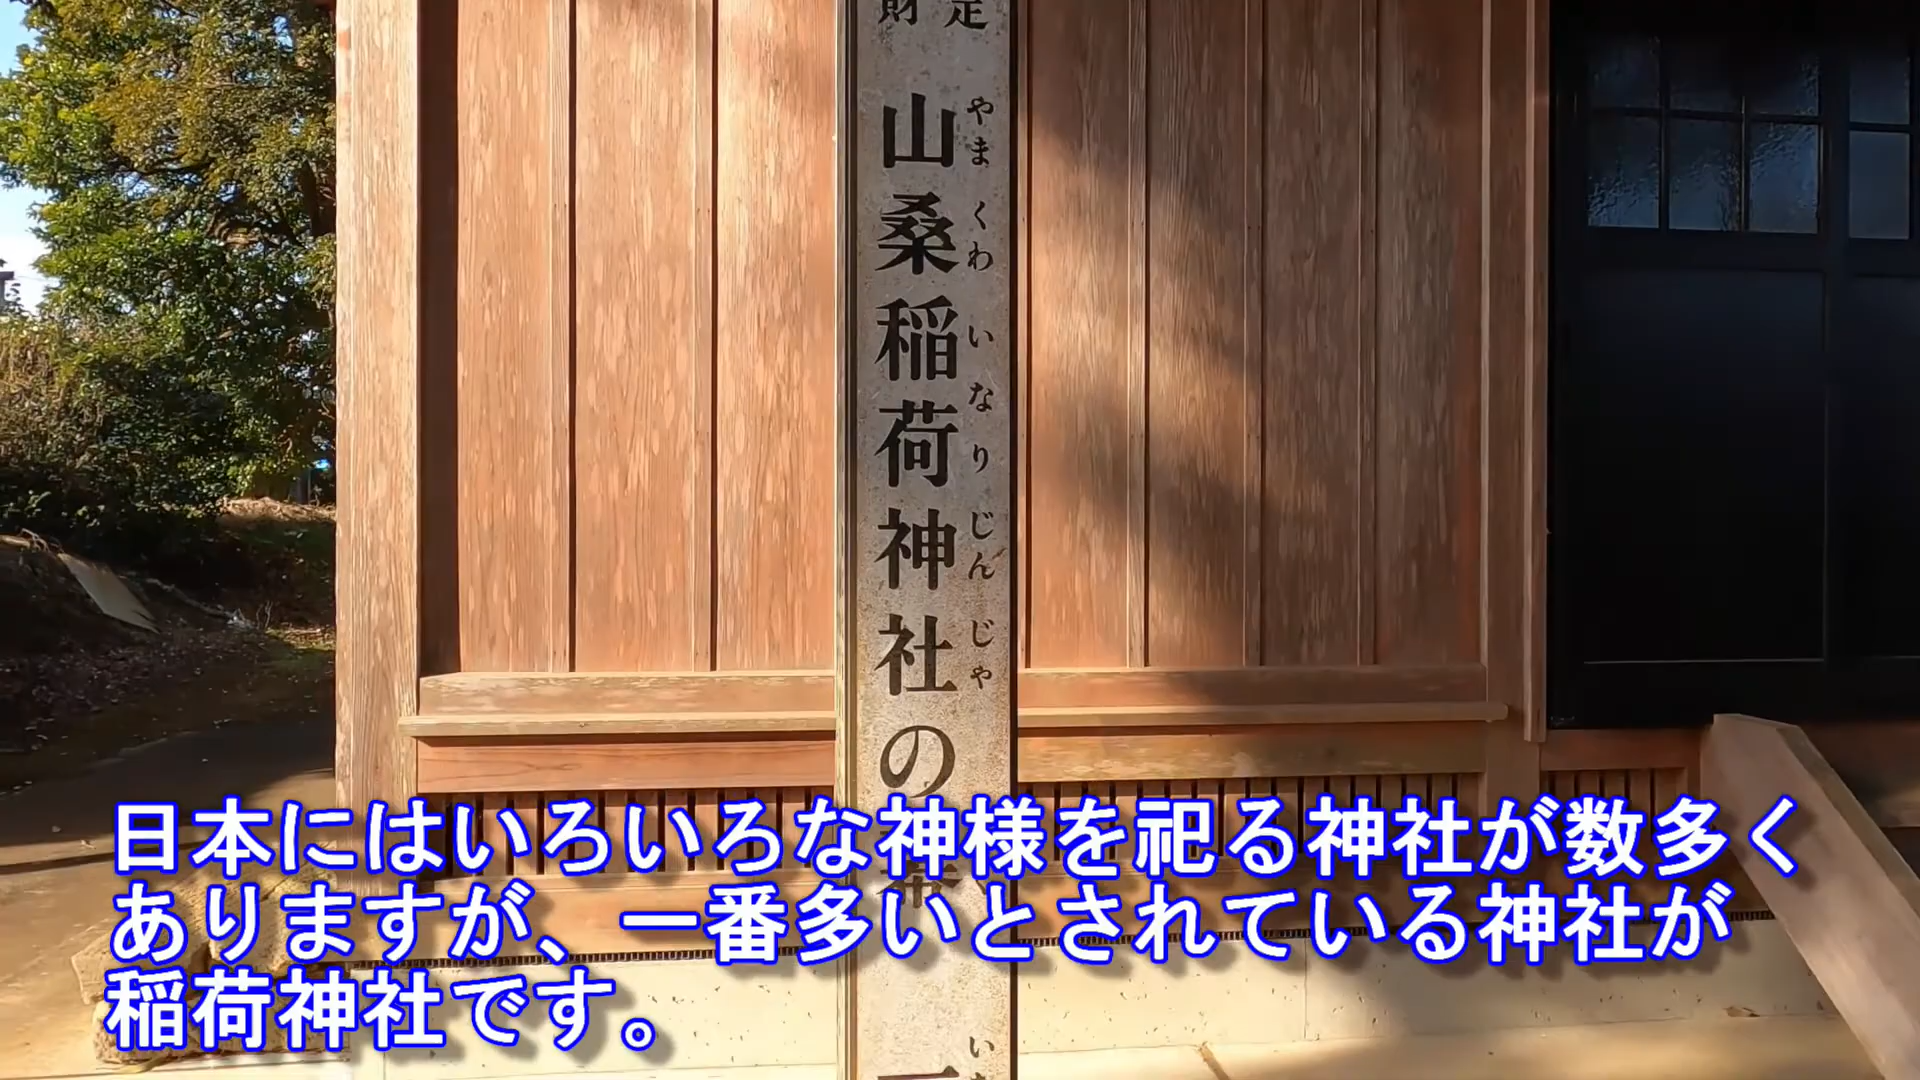 財 定
山桑稲荷神社の
やま くわ いなり じんじゃ
日本にはいろいろな神様を祀る神社が数多く
ありますが、一番多いとされている神社が
稲荷神社です。